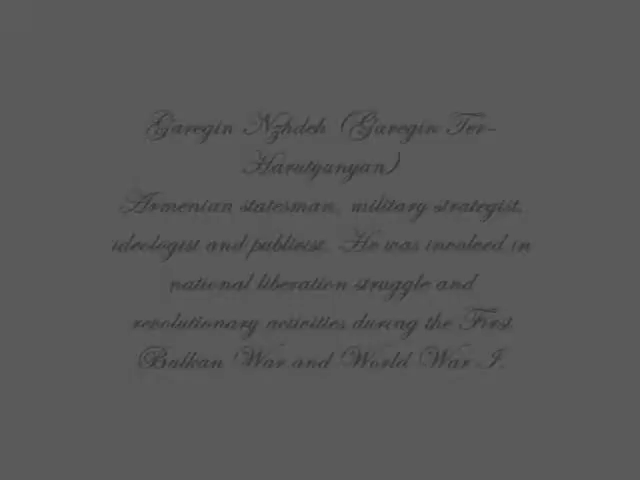 Garegin Nzhdeh (Garegin Ter-
Harutyunyan)
Armenian statesman, military strategist,
ideologist and publicist. He was involved in
national liberation struggle and
revolutionary activities during the First
Balkan War and World War I.